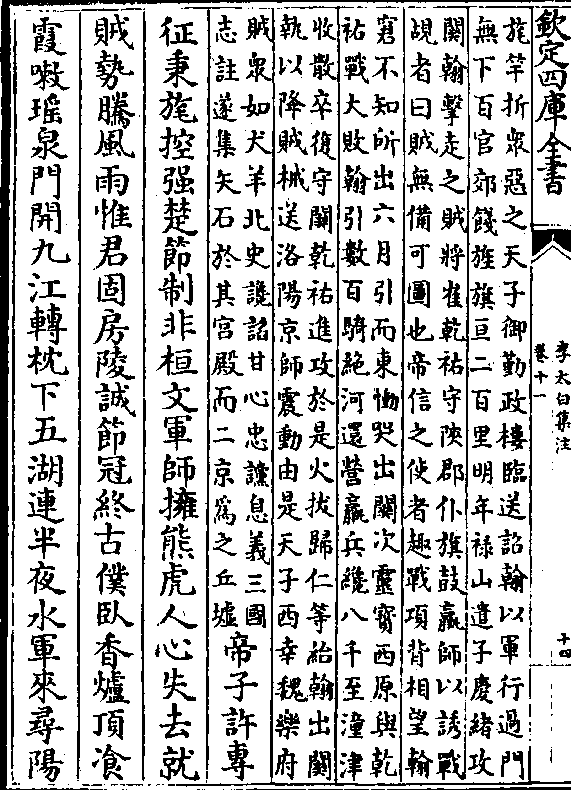 欽定四庫全書
李太白集注
卷十一
十四
旄竿折衆惡之天子御勤政樓臨送詔翰以軍行過門
無下百官郊餞旌旗亘二百里明年禄山遣子慶緒攻
關翰擊走之賊將崔乾祐守陜郡仆旗鼓羸師以誘戰
覘者曰賊無備可圖也帝信之使者趣戰項背相望翰
窘不知所出六月引而東慟哭出關次靈寶西原與乾
祐戰大敗翰引數百騎絶河還營羸兵纔八千至潼津
收散卒復守關乾祐進攻於是火拔歸仁等紿翰出關
執以降賊械送洛陽京師震動由是天子西幸魏樂府
賊衆如犬羊北史讒諂甘心忠讜息義三國
志註遂集矢石於其宫殿而二京為之丘墟
帝子許專
征秉旄控强楚節制非桓文軍師擁熊虎人心失去就
賊勢騰風雨惟君固房陵誠節冠終古僕臥香爐頂飡
霞嗽瑶泉門開九江轉枕下五湖連半夜水軍來尋陽